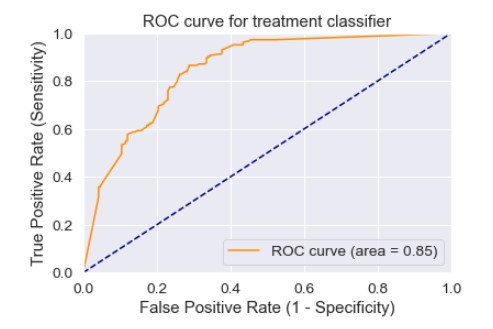 ROC curve for treatment classifier
True Positive Rate (Sensitivity)
1.0
0.8
0.6
0.4
0.2
0.0
ROC curve (area = 0.85)
0.0 0.2 0.4 0.6 0.8 1.0
False Positive Rate (1 - Specificity)